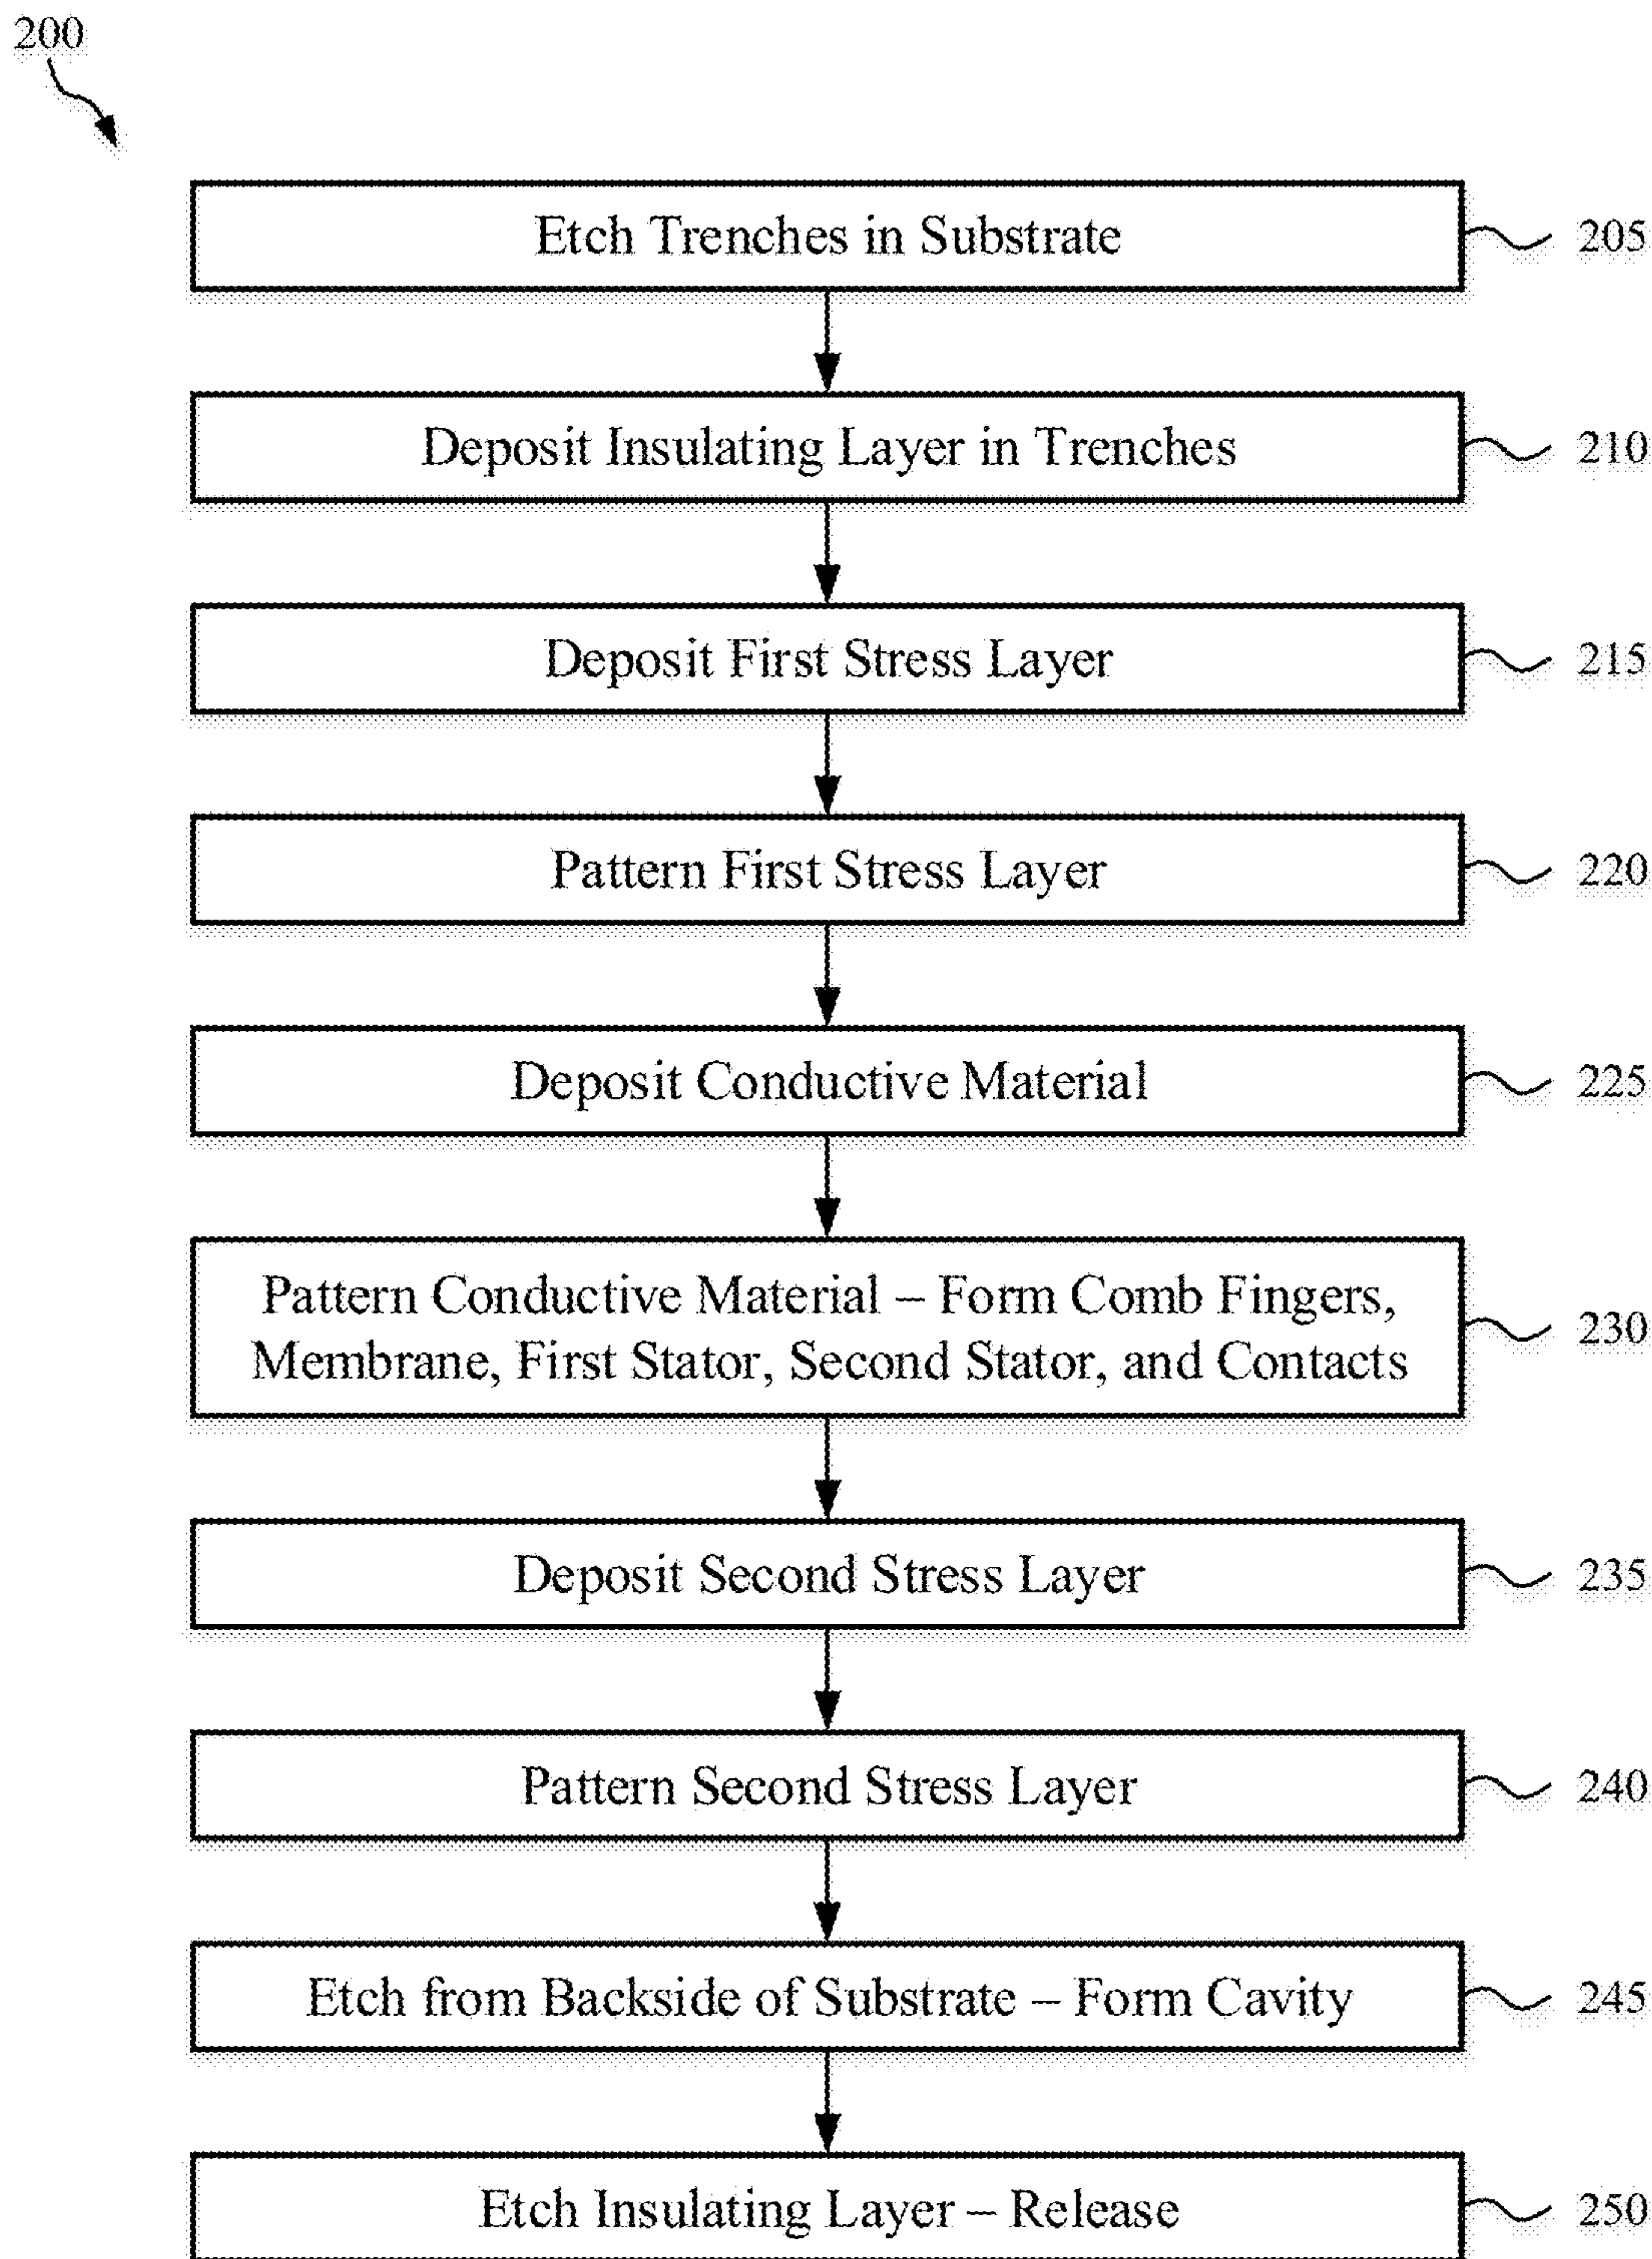 200
Etch Trenches in Substrate
205
Deposit Insulating Layer in Trenches
210
Deposit First Stress Layer
215
Pattern First Stress Layer
220
Deposit Conductive Material
225
Pattern Conductive Material – Form Comb Fingers,
Membrane, First Stator, Second Stator, and Contacts
230
Deposit Second Stress Layer
235
Pattern Second Stress Layer
240
Etch from Backside of Substrate – Form Cavity
245
Etch Insulating Layer – Release
250